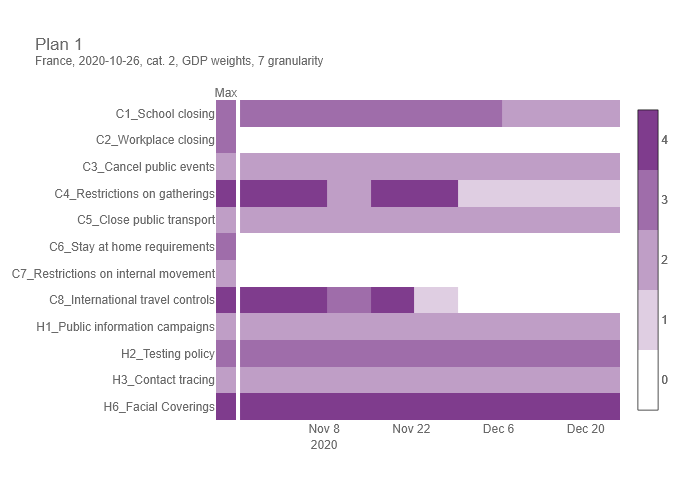 Plan 1
France, 2020-10-26, cat. 2, GDP weights, 7 granularity
Max
C1_School closing
C2_Workplace closing
C3_Cancel public events
C4_Restrictions on gatherings
C5_Close public transport
C6_Stay at home requirements
C7_Restrictions on internal movement
C8_International travel controls
H1_Public information campaigns
H2_Testing policy
H3_Contact tracing
H6_Facial Coverings
Nov 8 Nov 22 Dec 6 Dec 20
2020
4
3
2
1
0